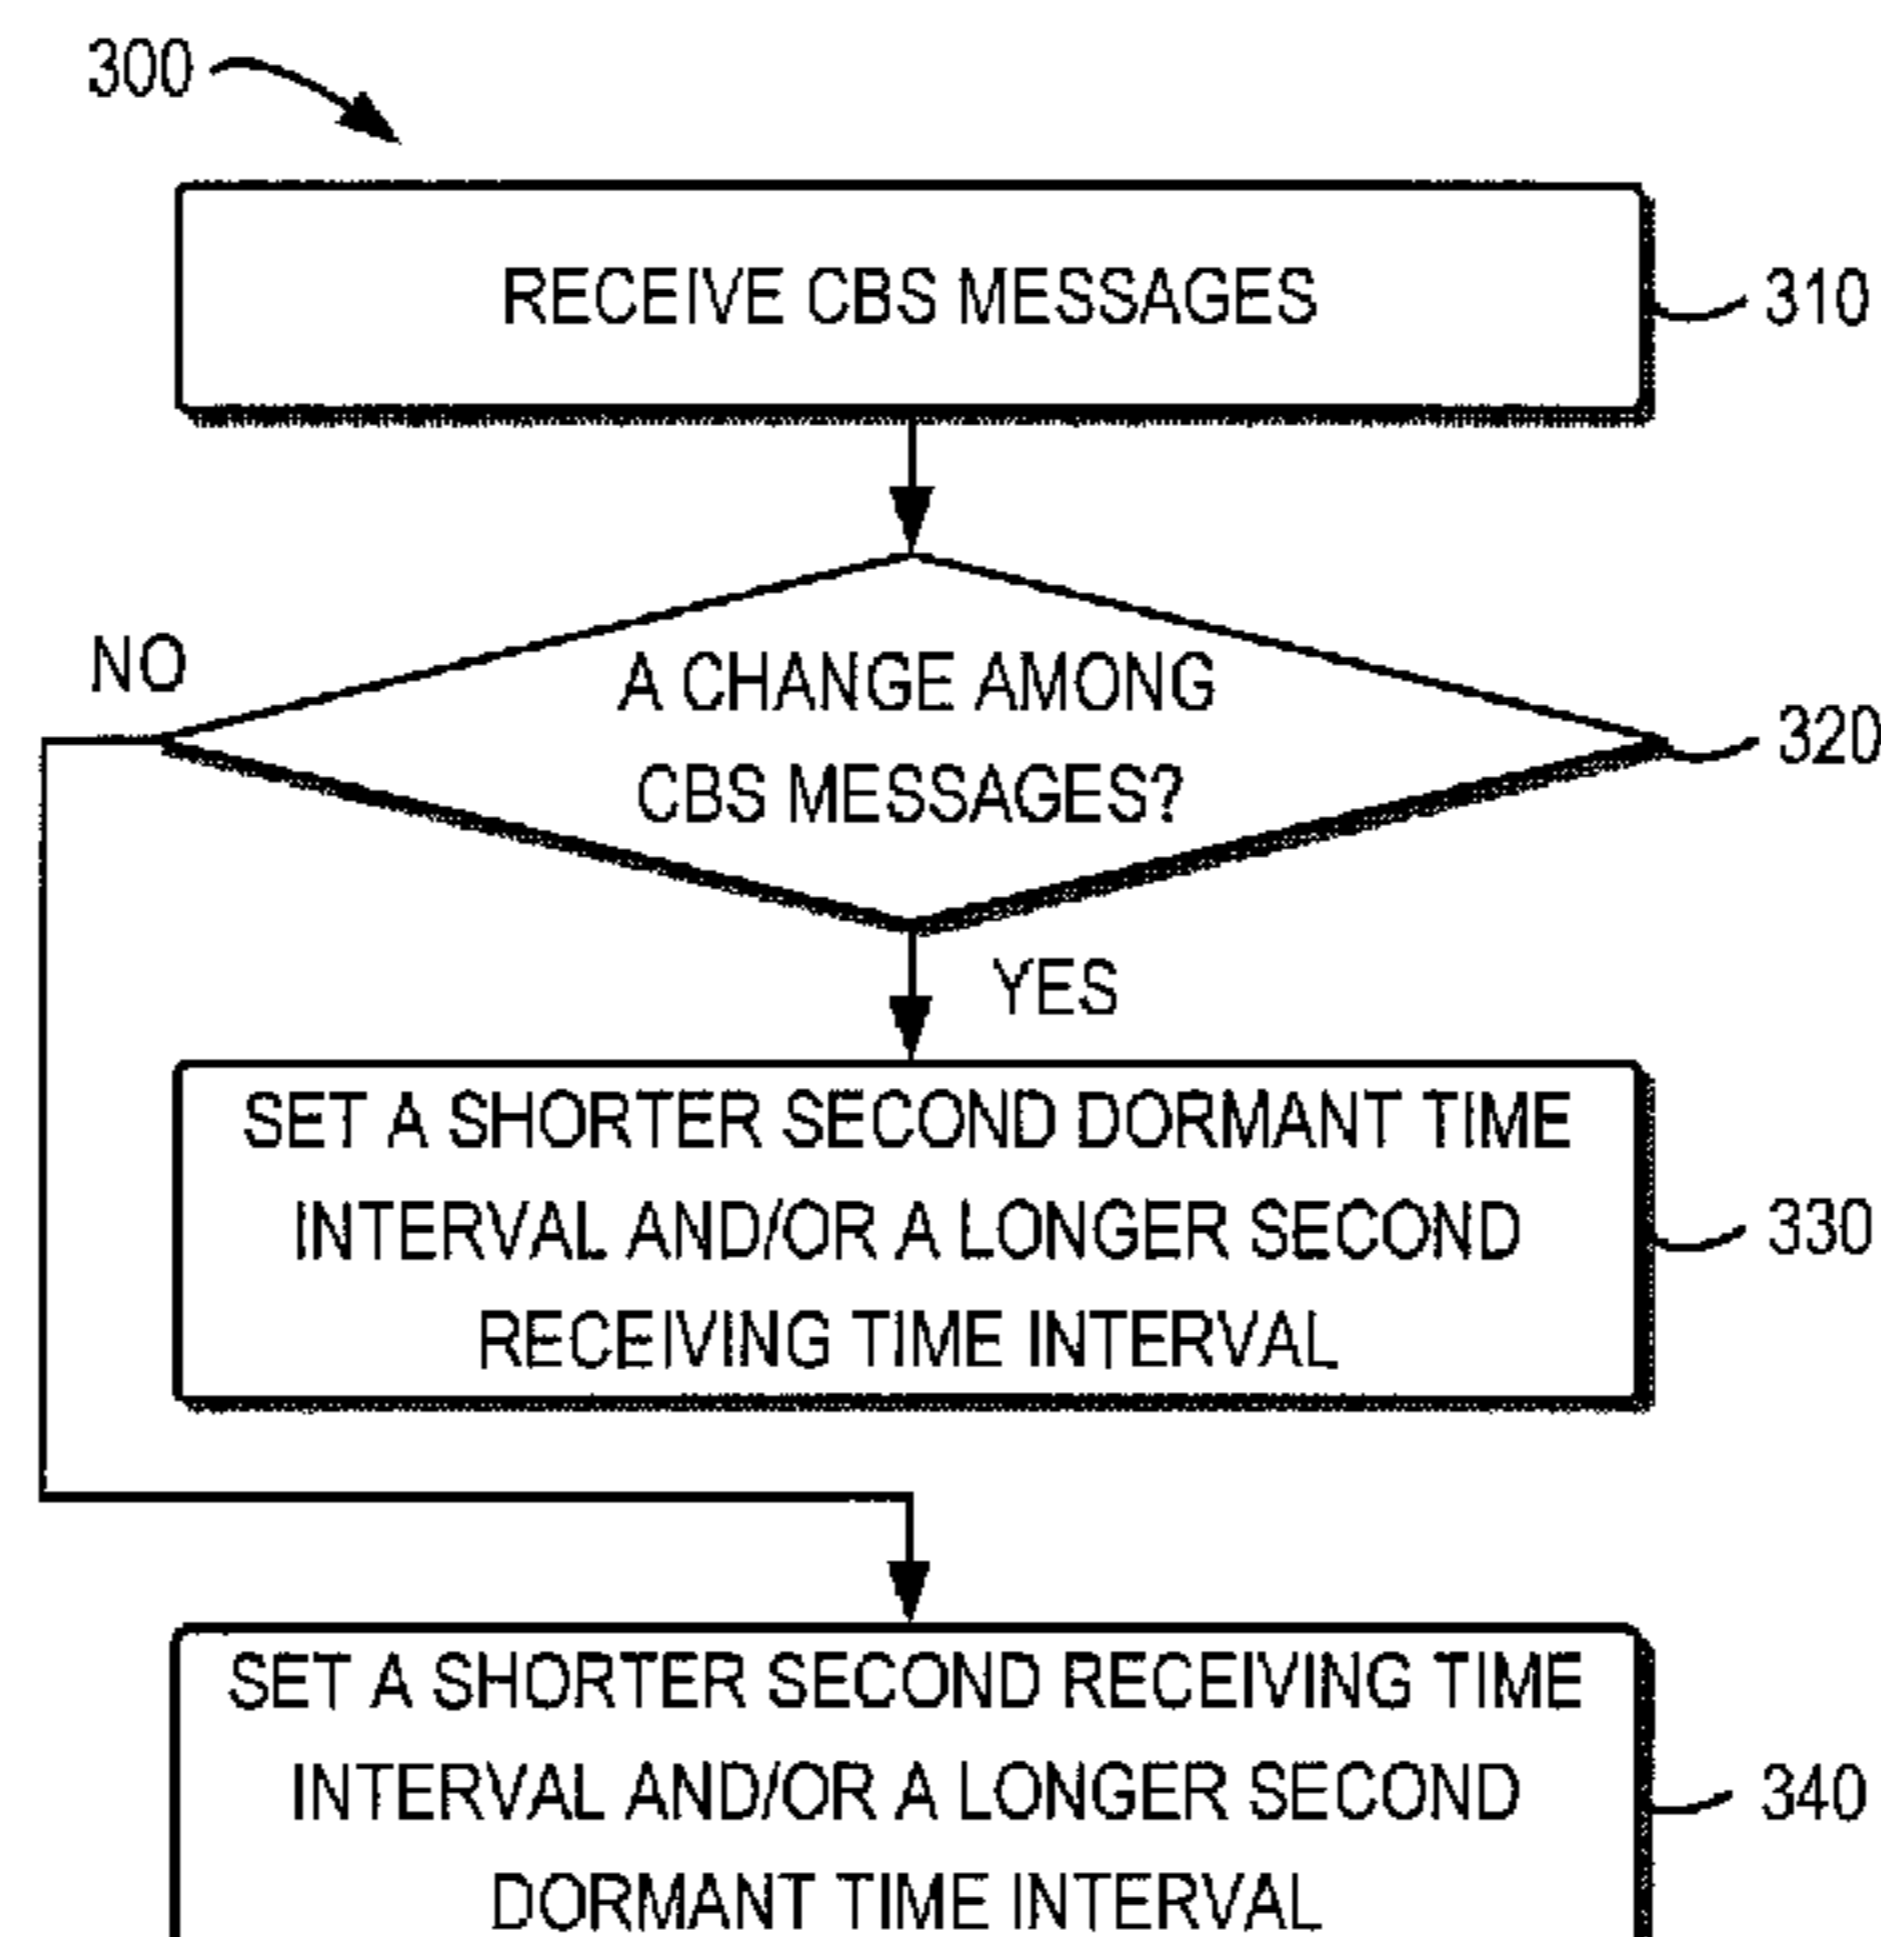 300
RECEIVE CBS MESSAGES
310
NO
A CHANGE AMONG
CBS MESSAGES?
320
YES
SET A SHORTER SECOND DORMANT TIME
INTERVAL AND/OR A LONGER SECOND
RECEIVING TIME INTERVAL
330
SET A SHORTER SECOND RECEIVING TIME
INTERVAL AND/OR A LONGER SECOND
DORMANT TIME INTERVAL
340